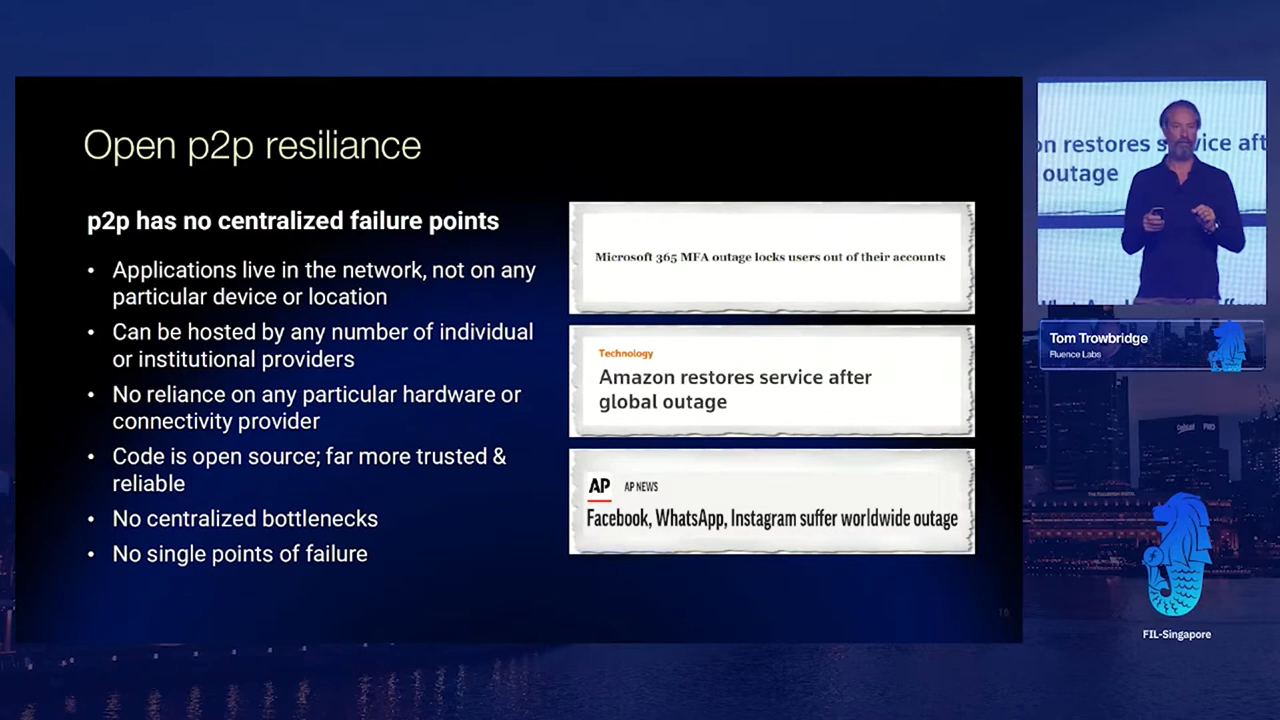 Open p2p resiliance
p2p has no centralized failure points
• Applications live in the network, not on any
particular device or location
• Can be hosted by any number of individual
or institutional providers
• No reliance on any particular hardware or
connectivity provider
• Code is open source; far more trusted &
reliable
• No centralized bottlenecks
• No single points of failure
Microsoft 365 MFA outage locks users out of their accounts
Technology
Amazon restores service after
global outage
AP AP NEWS
Facebook, WhatsApp, Instagram suffer worldwide outage
16
on restores service aft
outage
Tom Trowbridge
Fluence Labs
THE FULLERTON HOTEL
FIL-Singapore